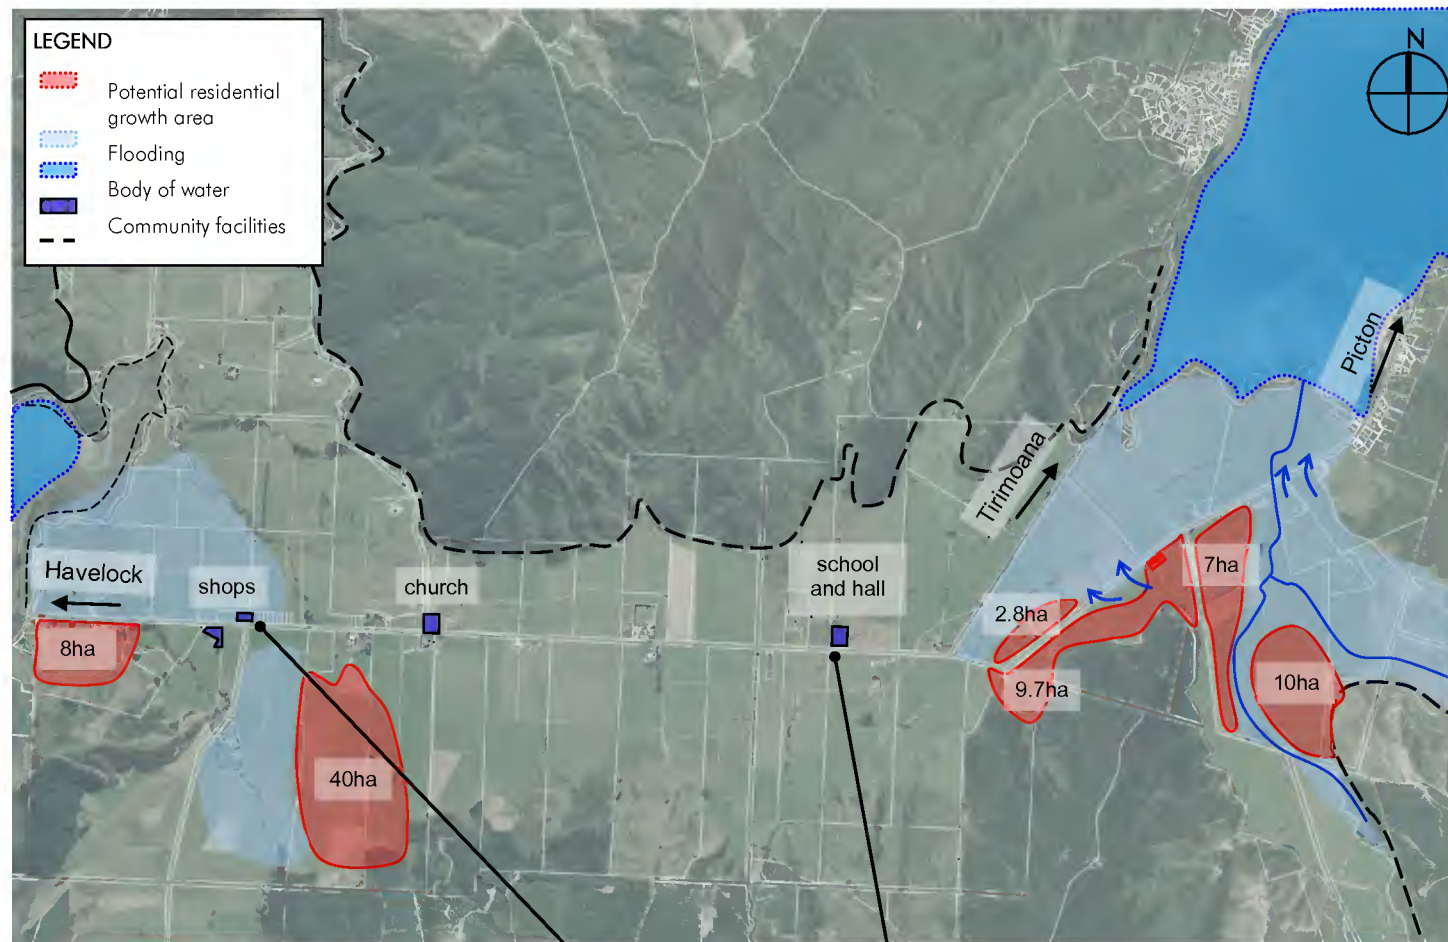 LEGEND
Potential residential
growth area
Flooding
Body of water
Community facilities
N
Picton
Tirimoana
Havelock
shops
church
school
and hall
8ha
40ha
2.8ha
9.7ha
7ha
10ha